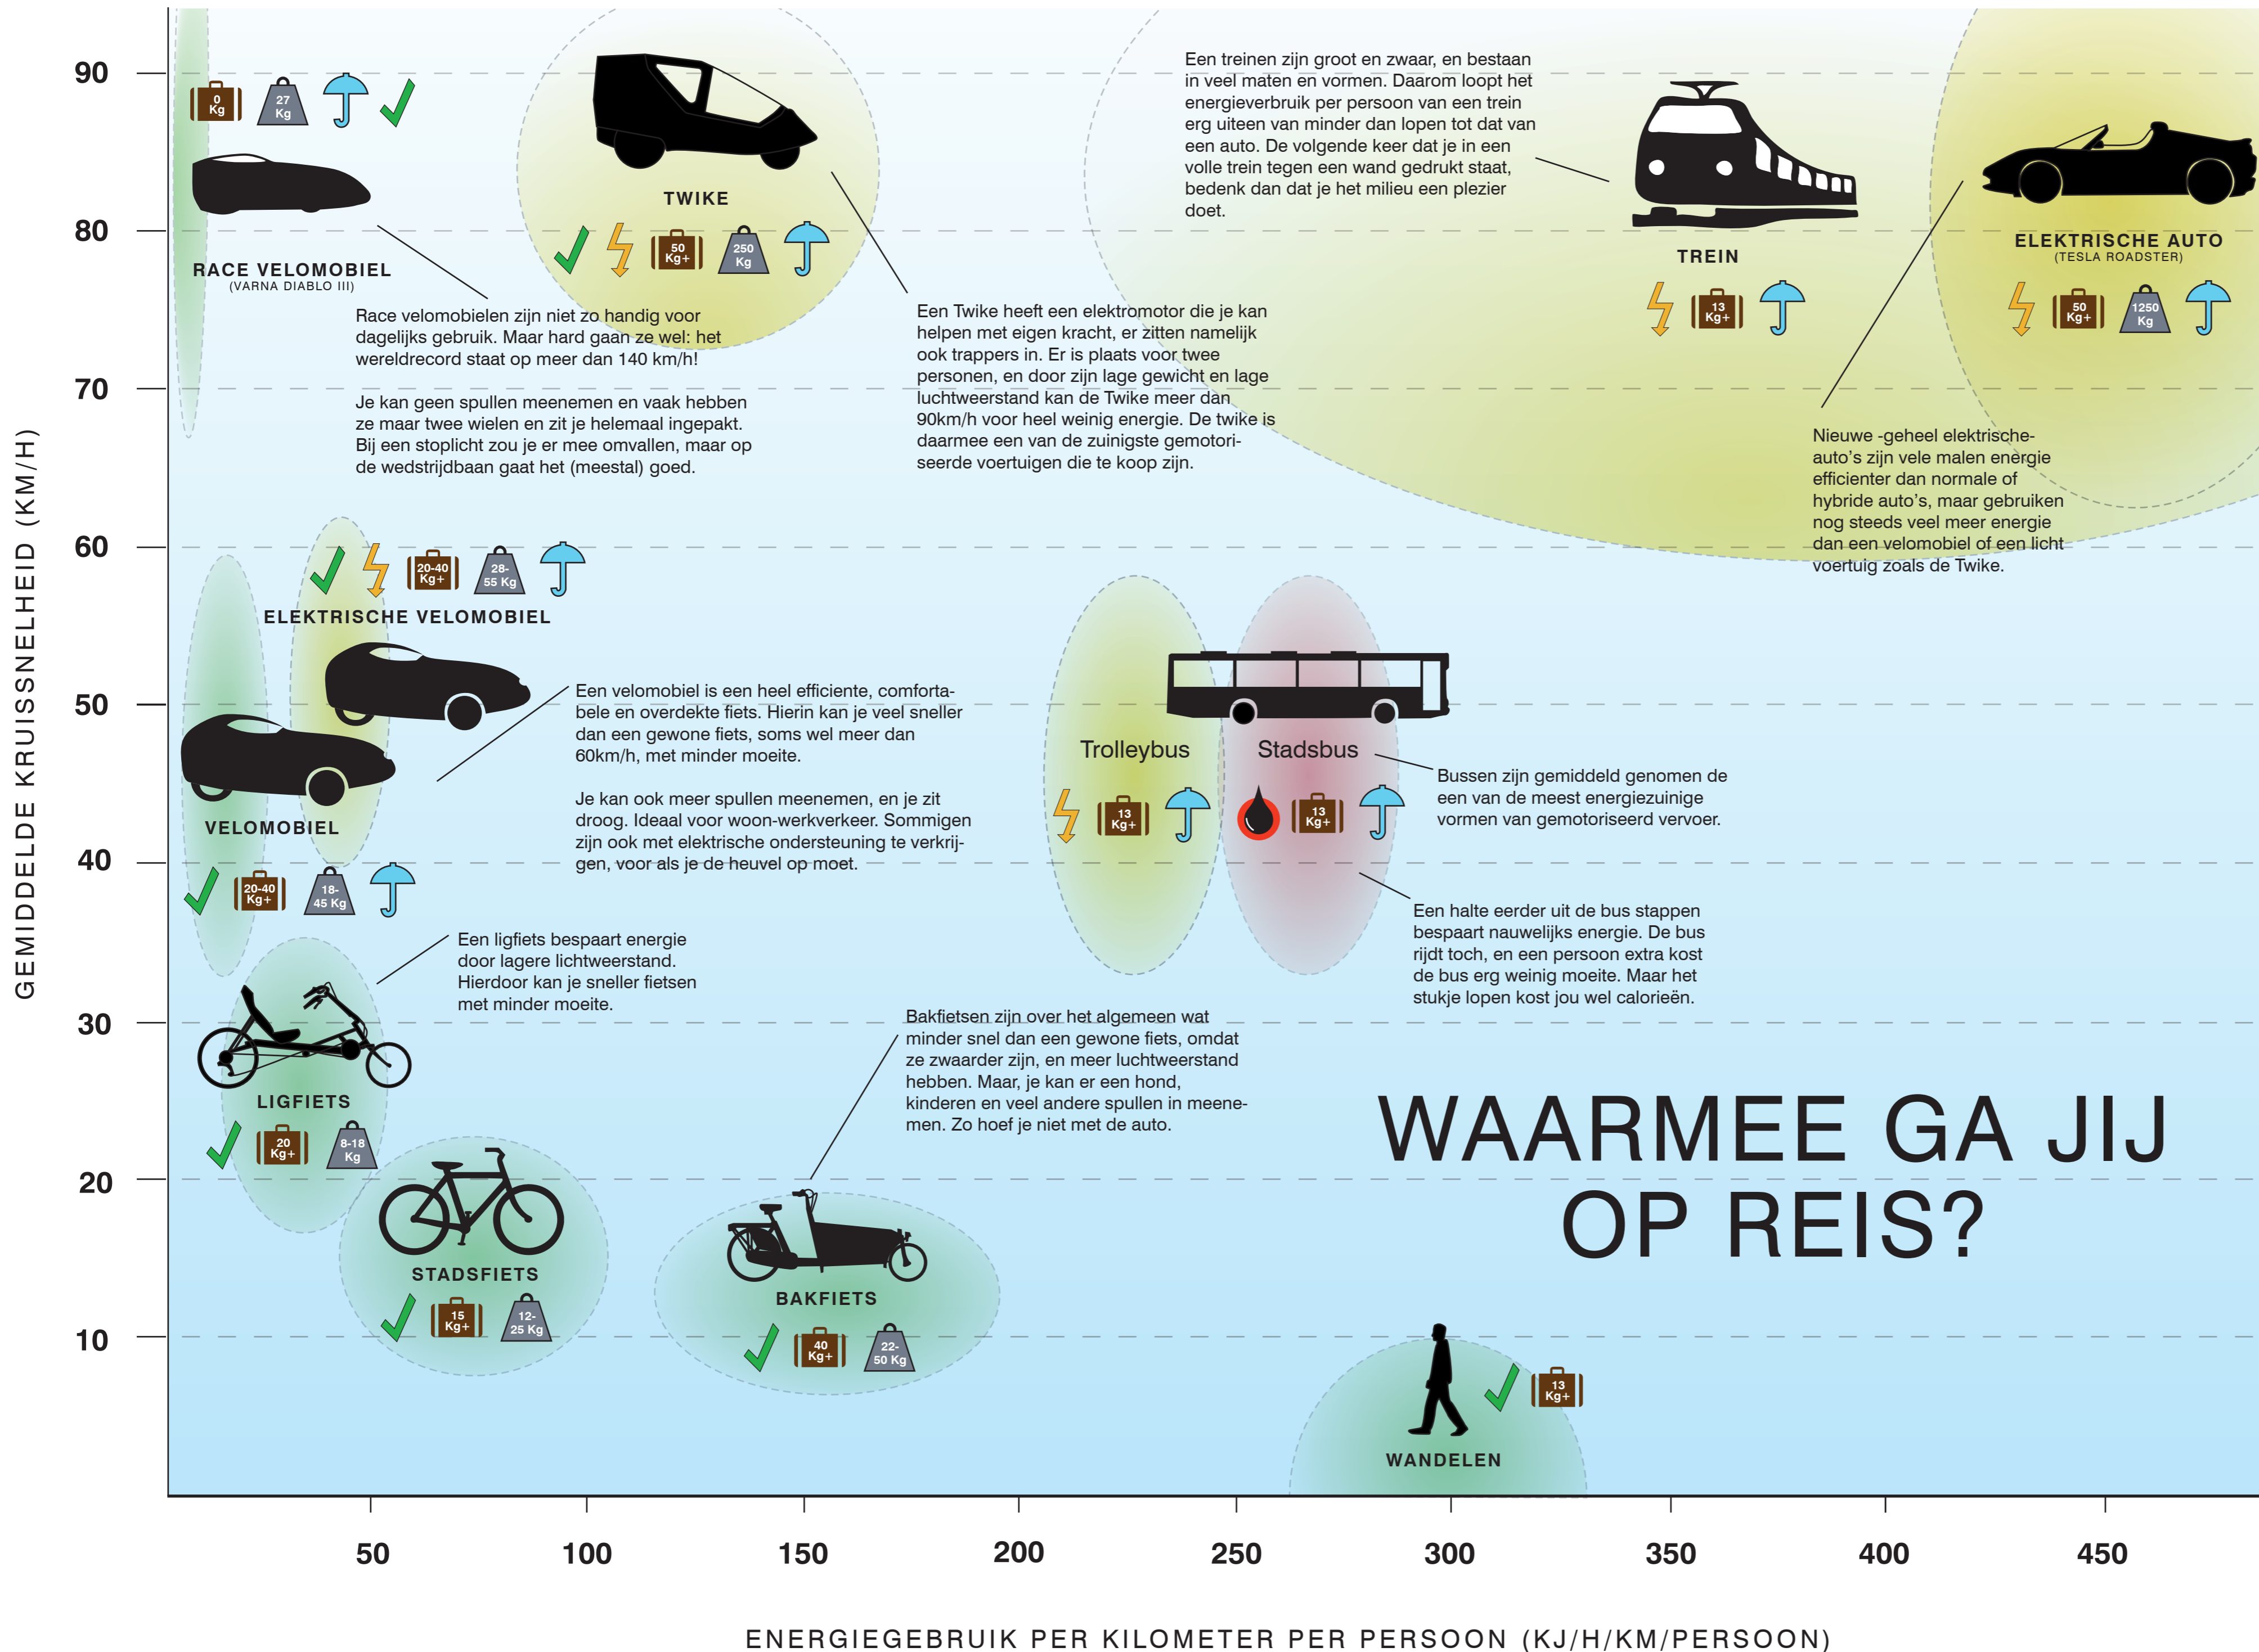 GEMIDDELDE KRUISSNELHEID (KM/H)
90
80
70
60
50
40
30
20
10
0
Kg
27
Kg
RACE VELOMOBIEL
(VARNA DIABLO III)
Race velomobielen zijn niet zo handig voor
dagelijks gebruik. Maar hard gaan ze wel: het
wereldrecord staat op meer dan 140 km/h!
Je kan geen spullen meenemen en vaak hebben
ze maar twee wielen en zit je helemaal ingepakt.
Bij een stoplicht zou je er mee omvallen, maar op
de wedstrijdbaan gaat het (meestal) goed.
TWIKE
50
Kg+
250
Kg
Een Twike heeft een elektromotor die je kan
helpen met eigen kracht, er zitten namelijk
ook trappers in. Er is plaats voor twee
personen, en door zijn lage gewicht en lage
luchtweerstand kan de Twike meer dan
90km/h voor heel weinig energie. De twike is
daarmee een van de zuinigste gemotori-
seerde voertuigen die te koop zijn.
Een treinen zijn groot en zwaar, en bestaan
in veel maten en vormen. Daarom loopt het
energieverbruik per persoon van een trein
erg uiteen van minder dan lopen tot dat van
een auto. De volgende keer dat je in een
volle trein tegen een wand gedrukt staat,
bedenk dan dat je het milieu een plezier
doet.
TREIN
13
Kg+
ELEKTRISCHE AUTO
(TESLA ROADSTER)
50
Kg+
1250
Kg
Nieuwe -geheel elektrische-
auto's zijn vele malen energie
efficienter dan normale of
hybride auto's, maar gebruiken
nog steeds veel meer energie
dan een velomobiel of een licht
voertuig zoals de Twike.
20-40
Kg+
28-
55 Kg
ELEKTRISCHE VELOMOBIEL
Een velomobiel is een heel efficiente, comforta-
bele en overdekte fiets. Hierin kan je veel sneller
dan een gewone fiets, soms wel meer dan
60km/h, met minder moeite.
Je kan ook meer spullen meenemen, en je zit
droog. Ideaal voor woon-werkverkeer. Sommigen
zijn ook met elektrische ondersteuning te verkrij-
gen, voor als je de heuvel op moet.
VELOMOBIEL
20-40
Kg+
18-
45 Kg
Trolleybus
13
Kg+
Stadsbus
13
Kg+
Bussen zijn gemiddeld genomen de
een van de meest energiezuinige
vormen van gemotoriseerd vervoer.
Een halte eerder uit de bus stappen
bespaart nauwelijks energie. De bus
rijdt toch, en een persoon extra kost
de bus erg weinig moeite. Maar het
stukje lopen kost jou wel calorieën.
Een ligfiets bespaart energie
door lagere lichtweerstand.
Hierdoor kan je sneller fietsen
met minder moeite.
LIGFIETS
20
Kg+
8-18
Kg
Bakfietsen zijn over het algemeen wat
minder snel dan een gewone fiets, omdat
ze zwaarder zijn, en meer luchtweerstand
hebben. Maar, je kan er een hond,
kinderen en veel andere spullen in meene-
men. Zo hoef je niet met de auto.
WAARMEE GA JIJ
OP REIS?
STADSFIETS
15
Kg+
12-
25 Kg
BAKFIETS
40
Kg+
22-
50 Kg
13
Kg+
WANDELEN
50
100
150
200
250
300
350
400
450
ENERGIEGEBRUIK PER KILOMETER PER PERSOON (KJ/H/KM/PERSOON)